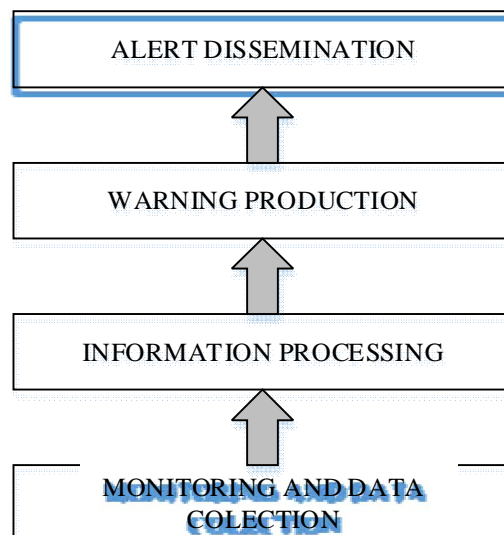 ALERT DISSEMINATION
WARNING PRODUCTION
INFORMATION PROCESSING
MONITORING AND DATA
COLECTION